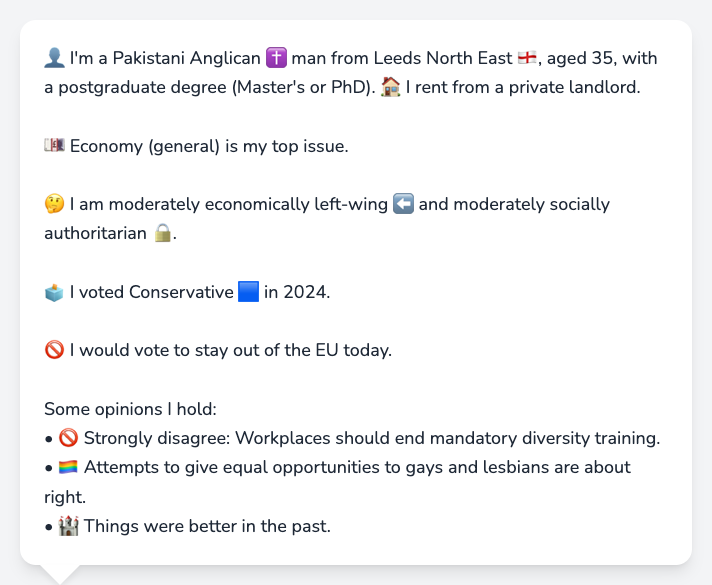 👤 I'm a Pakistani Anglican ✝️ man from Leeds North East 🏴󠁧󠁢󠁥󠁮󠁧󠁿, aged 35, with
a postgraduate degree (Master's or PhD). 🏠 I rent from a private landlord.
💷 Economy (general) is my top issue.
🤔 I am moderately economically left-wing ⬅️ and moderately socially
authoritarian 🔒.
🗳️ I voted Conservative 🟦 in 2024.
🚫 I would vote to stay out of the EU today.
Some opinions I hold:
• 🚫 Strongly disagree: Workplaces should end mandatory diversity training.
• 🏳️‍🌈 Attempts to give equal opportunities to gays and lesbians are about
right.
• 🏰 Things were better in the past.